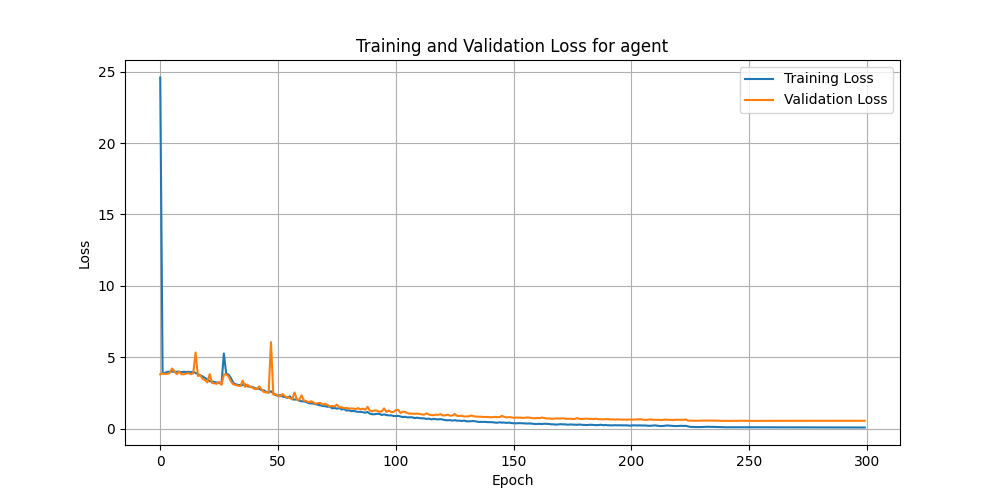 Training and Validation Loss for agent
Training Loss
Validation Loss
Loss
25
20
15
10
5
0
0 50 100 150 200 250 300
Epoch